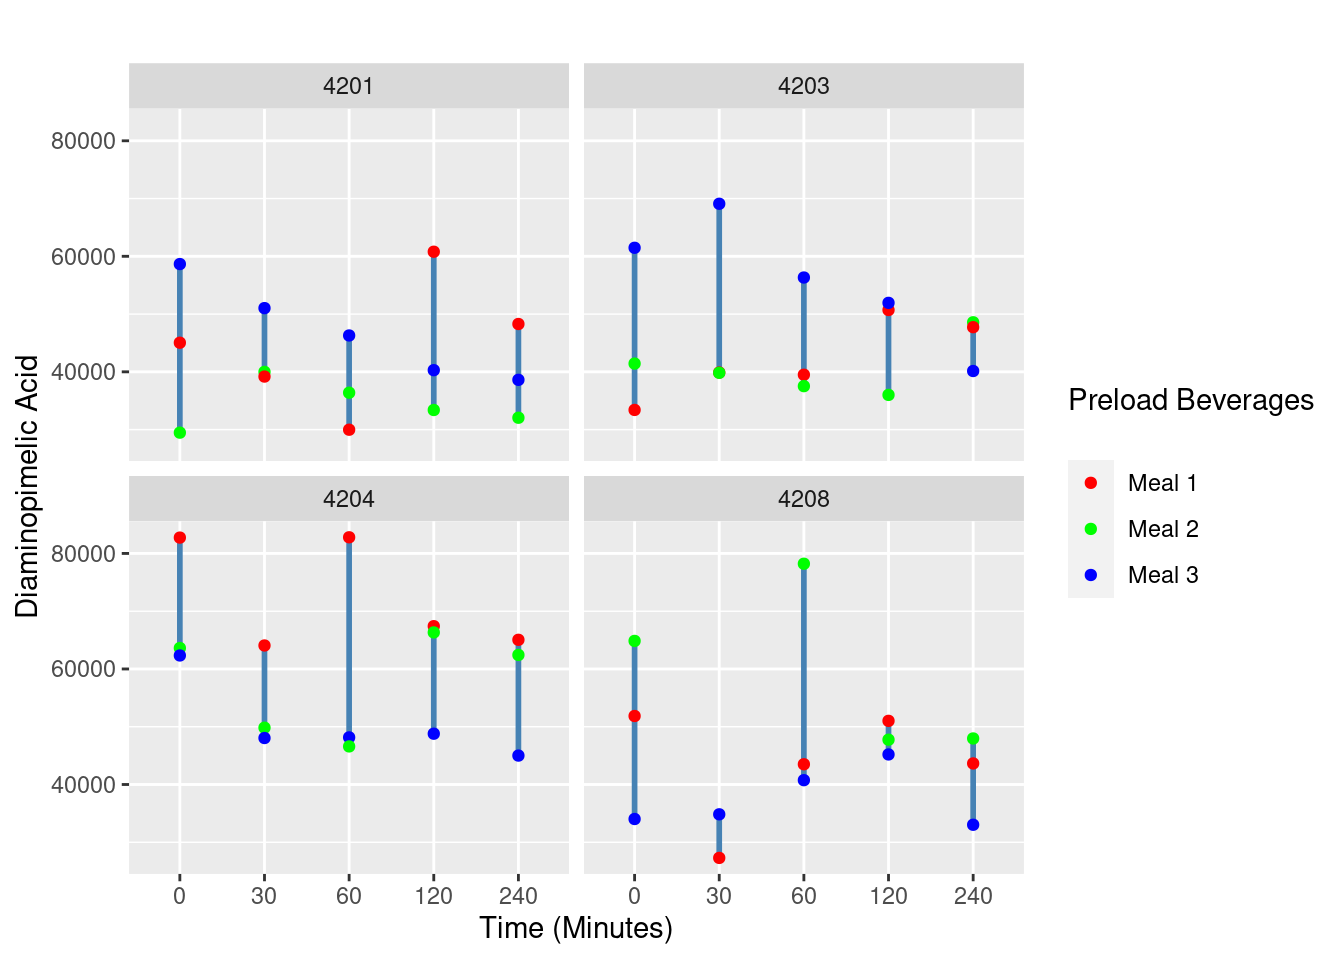 4201
4203
80000
60000
40000
4204
4208
80000
60000
40000
0 30 60 120 240
0 30 60 120 240
Time (Minutes)
Diaminopimelic Acid
Preload Beverages
Meal 1
Meal 2
Meal 3